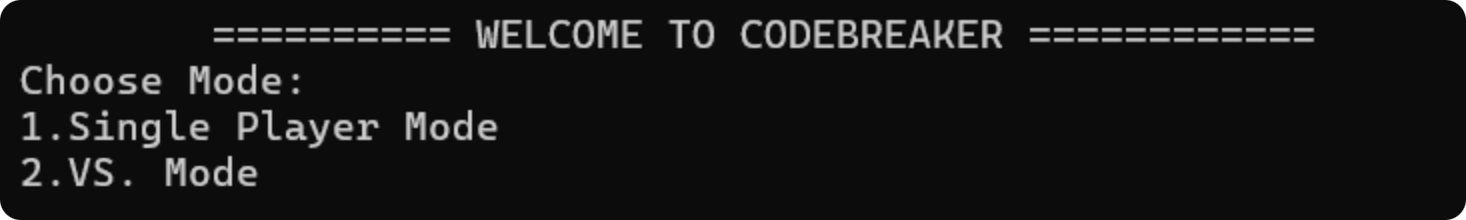 ========== WELCOME TO CODEBREAKER ============
Choose Mode:
1.Single Player Mode
2.VS. Mode